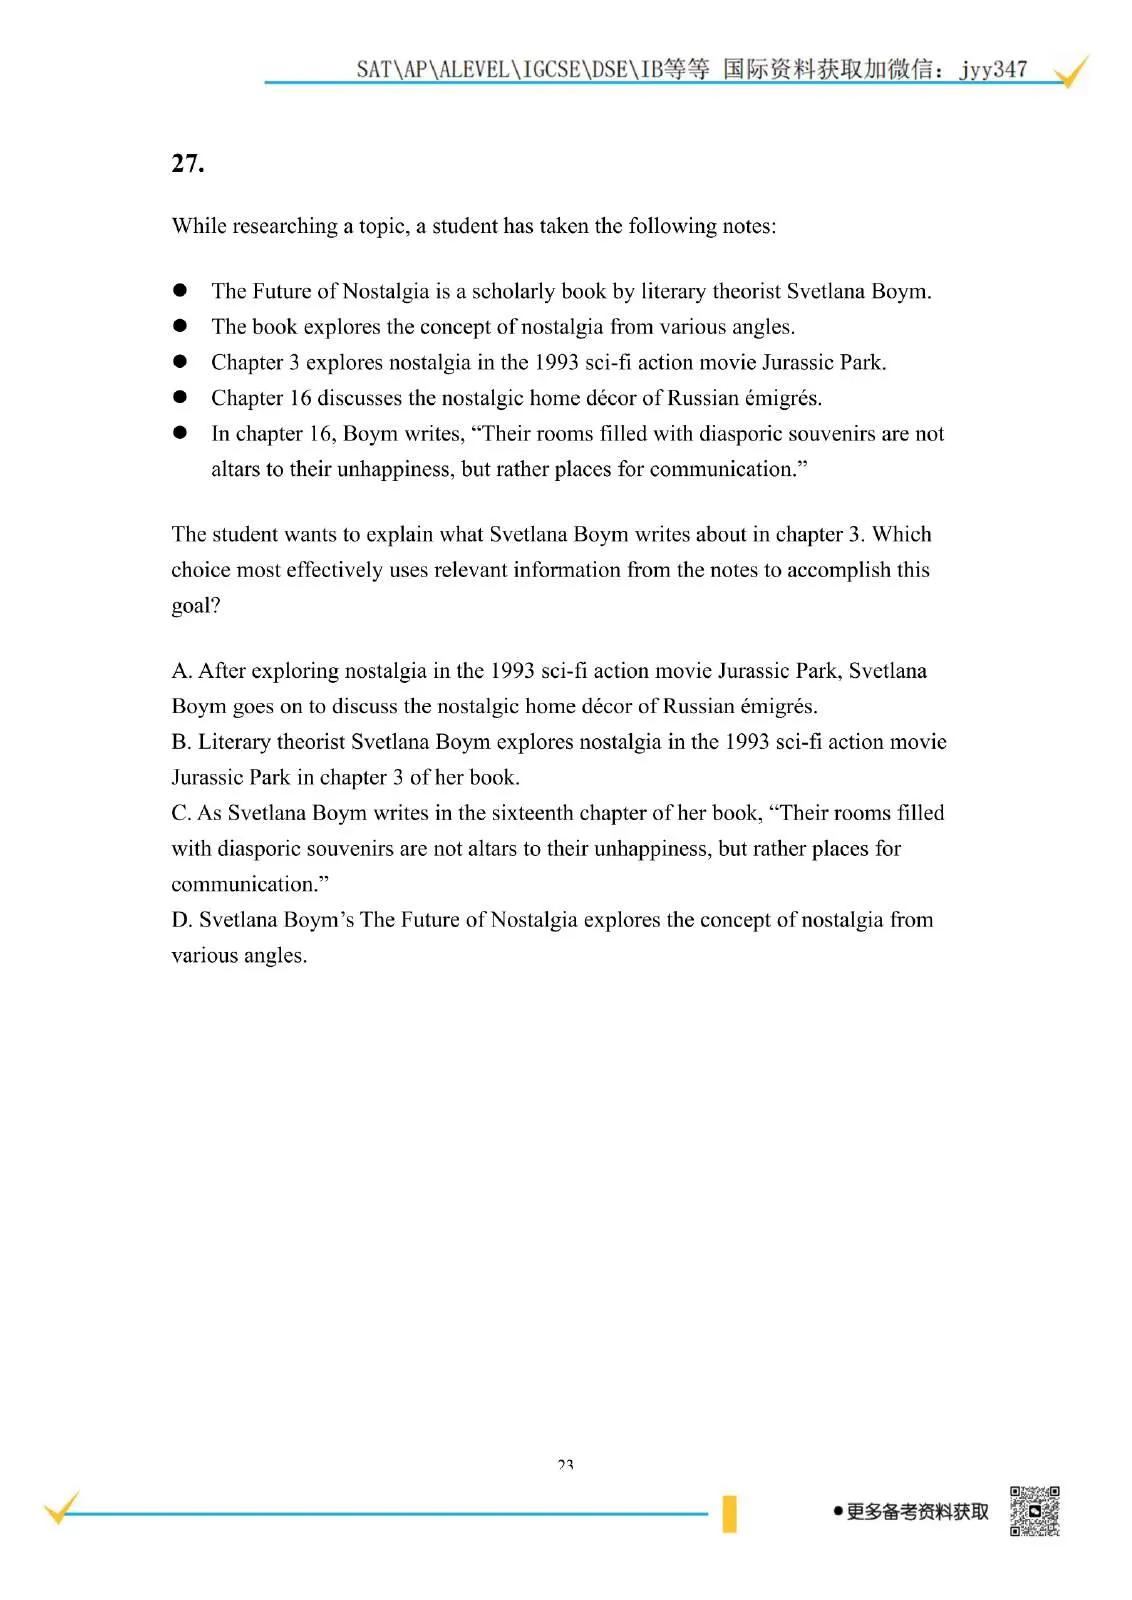 SAT\AP\ALEVEL\IGCSE\DSE\IB等等 国际资料获取加微信：jyy347
27.
While researching a topic, a student has taken the following notes:
● The Future of Nostalgia is a scholarly book by literary theorist Svetlana Boym.
● The book explores the concept of nostalgia from various angles.
● Chapter 3 explores nostalgia in the 1993 sci-fi action movie Jurassic Park.
● Chapter 16 discusses the nostalgic home décor of Russian émigrés.
● In chapter 16, Boym writes, “Their rooms filled with diasporic souvenirs are not
altars to their unhappiness, but rather places for communication.”
The student wants to explain what Svetlana Boym writes about in chapter 3. Which
choice most effectively uses relevant information from the notes to accomplish this
goal?
A. After exploring nostalgia in the 1993 sci-fi action movie Jurassic Park, Svetlana
Boym goes on to discuss the nostalgic home décor of Russian émigrés.
B. Literary theorist Svetlana Boym explores nostalgia in the 1993 sci-fi action movie
Jurassic Park in chapter 3 of her book.
C. As Svetlana Boym writes in the sixteenth chapter of her book, “Their rooms filled
with diasporic souvenirs are not altars to their unhappiness, but rather places for
communication.”
D. Svetlana Boym’s The Future of Nostalgia explores the concept of nostalgia from
various angles.
23
●更多备考资料获取